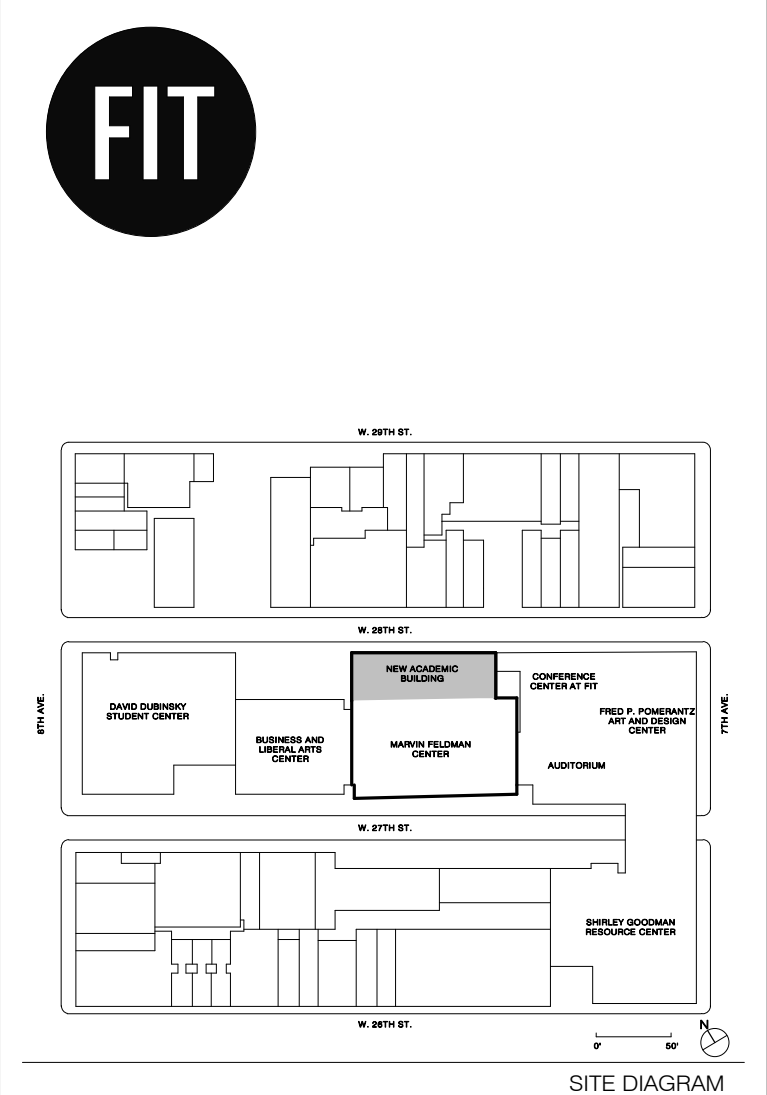 FIT
W. 29TH ST.
W. 28TH ST.
NEW ACADEMIC
BUILDING
CONFERENCE
CENTER AT FIT
DAVID DUBINSKY
STUDENT CENTER
FRED P. POMERANTZ
ART AND DESIGN
CENTER
8TH AVE.
7TH AVE.
BUSINESS AND
LIBERAL ARTS
CENTER
MARVIN FELDMAN
CENTER
AUDITORIUM
W. 27TH ST.
SHIRLEY GOODMAN
RESOURCE CENTER
W. 26TH ST.
N
0' 50'
SITE DIAGRAM